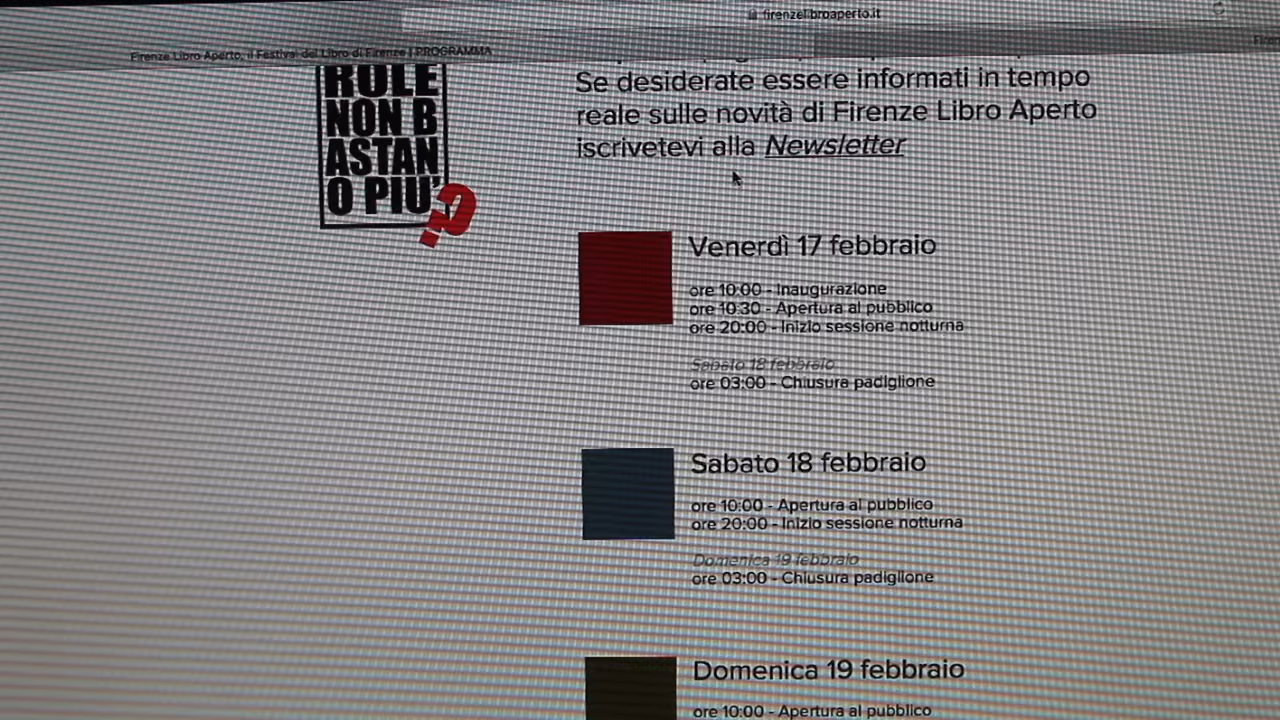 firenzelibroaperto.it
Firenze Libro Aperto, il Festival del Libro di Firenze | PROGRAMMA
ROLE
NON B
ASTAN
O PIU'
?
Se desiderate essere informati in tempo
reale sulle novità di Firenze Libro Aperto
iscrivetevi alla Newsletter
Venerdì 17 febbraio
ore 10:00 - Inaugurazione
ore 10:30 - Apertura al pubblico
ore 20:00 - Inizio sessione notturna
Sabato 18 febbraio
ore 03:00 - Chiusura padiglione
Sabato 18 febbraio
ore 10:00 - Apertura al pubblico
ore 20:00 - Inizio sessione notturna
Domenica 19 febbraio
ore 03:00 - Chiusura padiglione
Domenica 19 febbraio
ore 10:00 - Apertura al pubblico